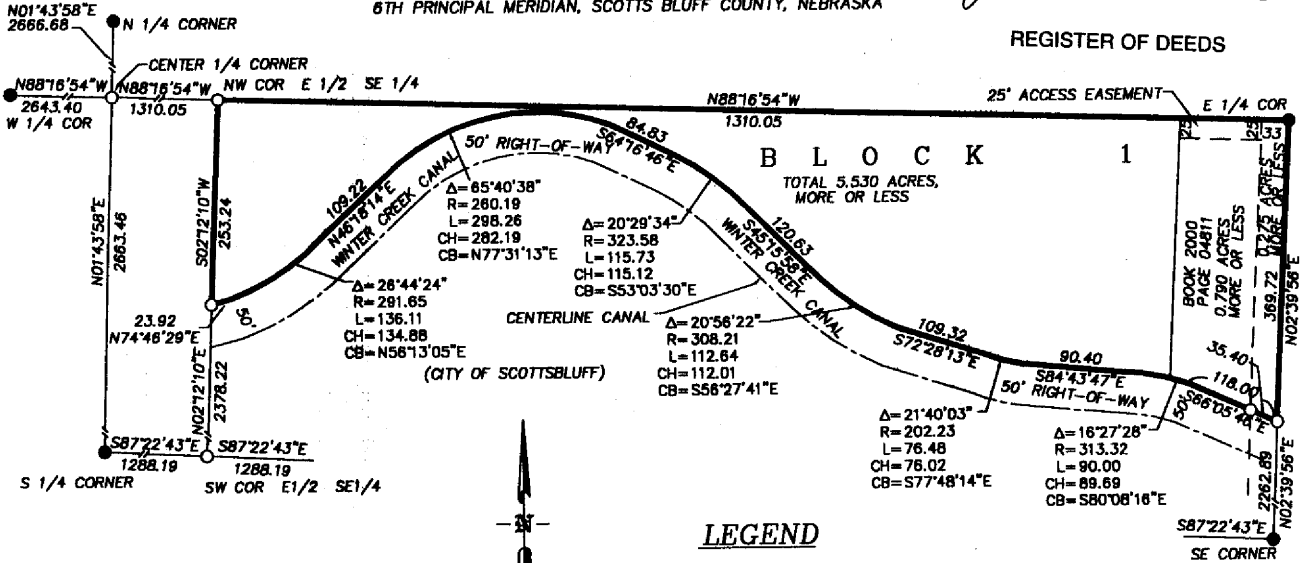 6TH PRINCIPAL MERIDIAN, SCOTTS BLUFF COUNTY, NEBRASKA
REGISTER OF DEEDS
N01°43'58"E
2666.68
N 1/4 CORNER
CENTER 1/4 CORNER
N88°16'54"W
2643.40
W 1/4 COR
N88°16'54"W
1310.05
NW COR E 1/2 SE 1/4
N88°16'54"W
1310.05
25' ACCESS EASEMENT
E 1/4 COR
25
25
33
84.83
S64°16'46"E
50' RIGHT-OF-WAY
BLOCK 1
TOTAL 5.530 ACRES,
MORE OR LESS
109.22
N46°18'14"E
WINTER CREEK CANAL
S02°12'10"W
253.24
N01°43'58"E
2663.46
Δ=65°40'38"
R=260.19
L=298.26
CH=282.19
CB=N77°31'13"E
Δ=20°29'34"
R=323.58
L=115.73
CH=115.12
CB=S53°03'30"E
120.63
S45°15'58"E
WINTER CREEK CANAL
BOOK 2000
PAGE 04811
0.790 ACRES
MORE OR LESS
0.275 ACRES
MORE OR LESS
369.72
N02°39'56"E
Δ=26°44'24"
R=291.65
L=136.11
CH=134.88
CB=N56°13'05"E
23.92
N74°46'29"E
50'
CENTERLINE CANAL
Δ=20°56'22"
R=308.21
L=112.64
CH=112.01
CB=S56°27'41"E
109.32
S72°28'13"E
90.40
S84°43'47"E
50' RIGHT-OF-WAY
35.40
118.00
S66°05'46"E
50'
(CITY OF SCOTTSBLUFF)
N02°12'10"E
2378.22
Δ=21°40'03"
R=202.23
L=76.48
CH=76.02
CB=S77°48'14"E
Δ=16°27'28"
R=313.32
L=90.00
CH=89.69
CB=S80°08'16"E
2262.89
N02°39'56"E
S87°22'43"E
1288.19
S87°22'43"E
1288.19
S 1/4 CORNER
SW COR E1/2 SE1/4
N
LEGEND
S87°22'43"E
SE CORNER